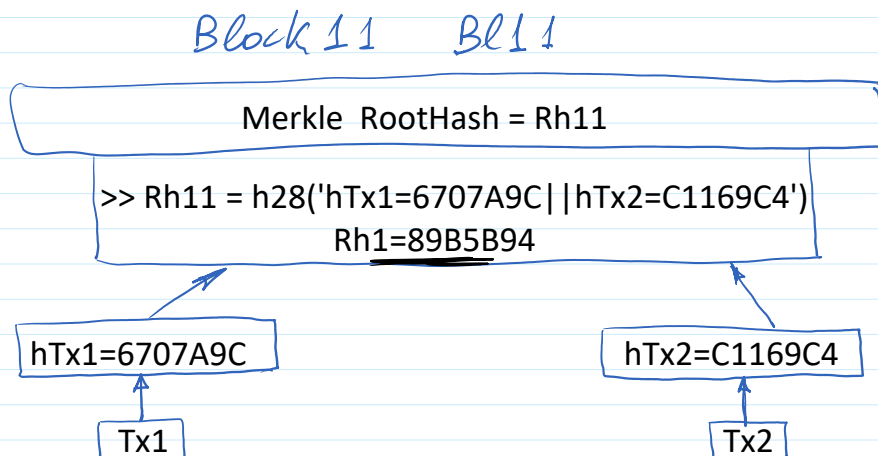 Block 11 Bl11
Merkle RootHash = Rh11
>> Rh11 = h28('hTx1=6707A9C||hTx2=C1169C4')
Rh1=89B5B94
hTx1=6707A9C hTx2=C1169C4
Tx1 Tx2